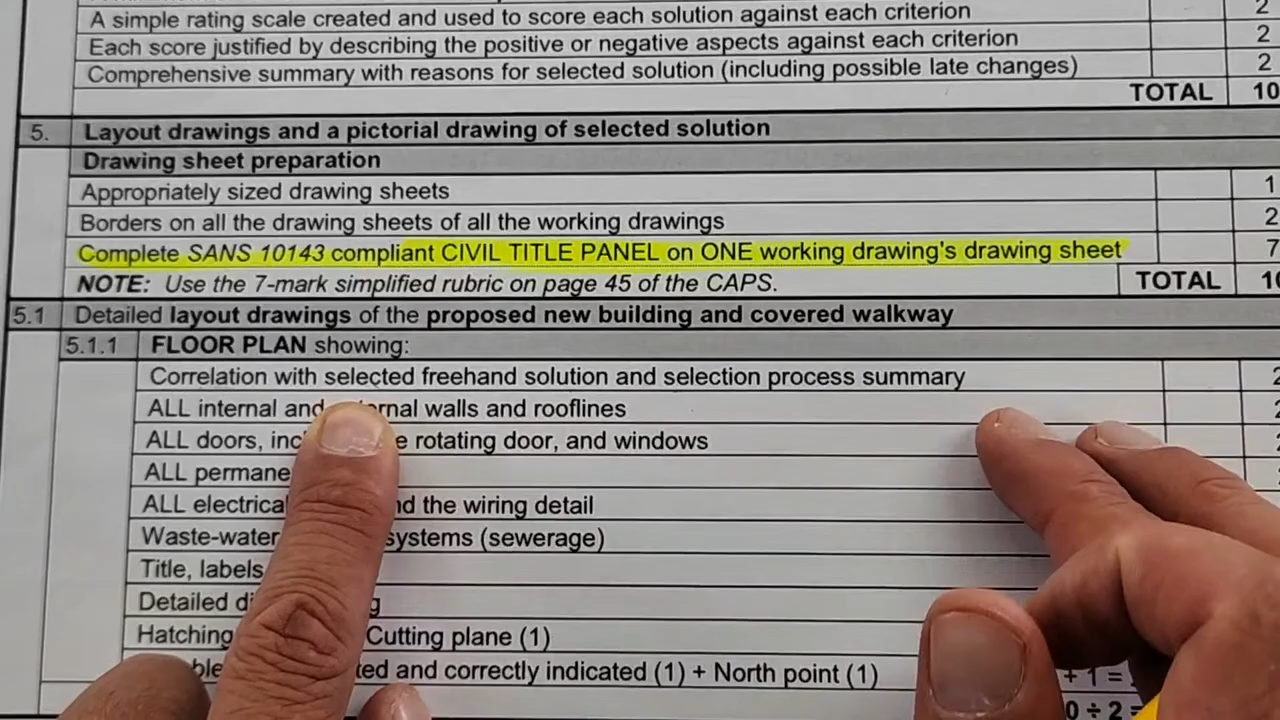 A simple rating scale created and used to score each solution against each criterion 2
Each score justified by describing the positive or negative aspects against each criterion 2
Comprehensive summary with reasons for selected solution (including possible late changes) 2
TOTAL 10
5. Layout drawings and a pictorial drawing of selected solution
Drawing sheet preparation
Appropriately sized drawing sheets 1
Borders on all the drawing sheets of all the working drawings 2
Complete SANS 10143 compliant CIVIL TITLE PANEL on ONE working drawing's drawing sheet 7
NOTE: Use the 7-mark simplified rubric on page 45 of the CAPS. TOTAL 10
5.1 Detailed layout drawings of the proposed new building and covered walkway
5.1.1 FLOOR PLAN showing:
Correlation with selected freehand solution and selection process summary 2
ALL internal and walls and rooflines
ALL doors, rotating door, and windows
ALL
ALL the wiring detail
Waste-water systems (sewerage)
Title, labels
Detailed
Hatching Cutting plane (1)
and correctly indicated (1) + North point (1) + 1 =
÷ 2 =